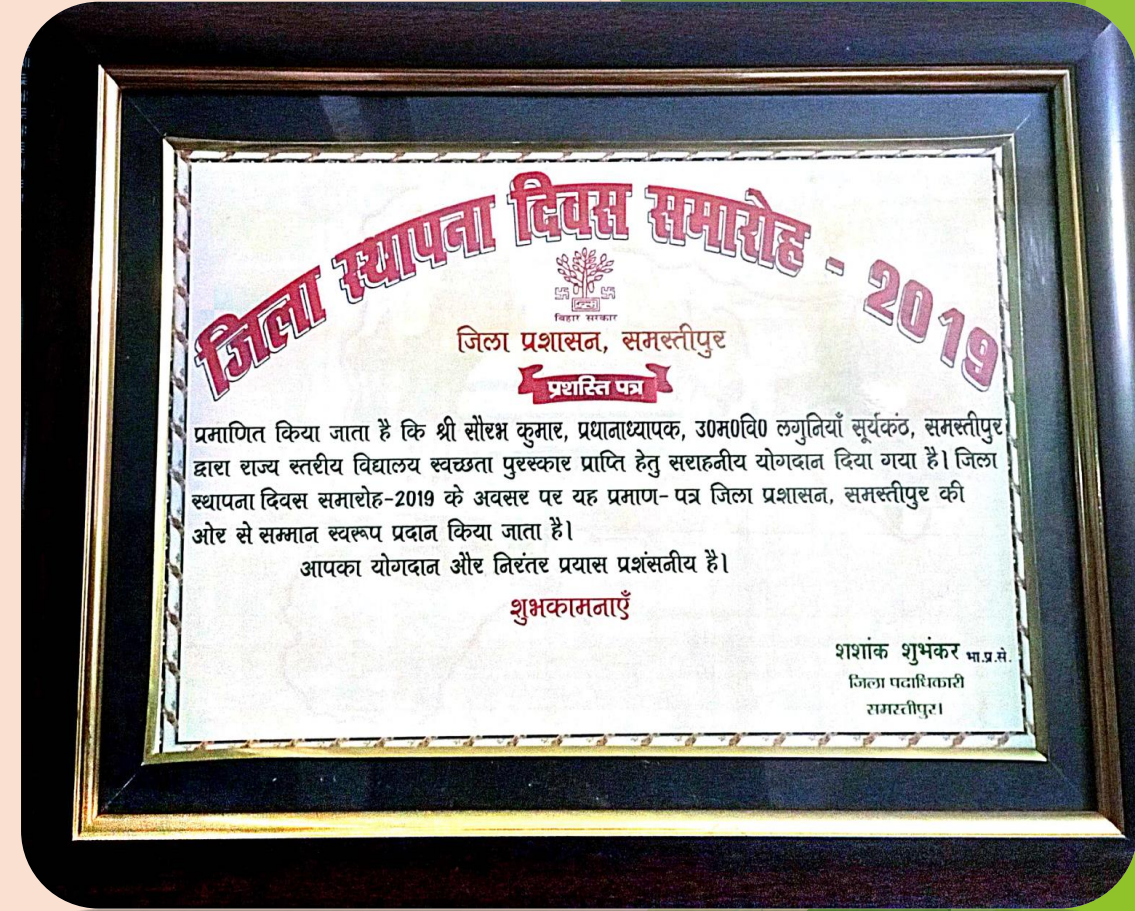 जिला स्थापना दिवस समारोह - 2019
बिहार सरकार
जिला प्रशासन, समस्तीपुर
प्रशस्ति पत्र
प्रमाणित किया जाता है कि श्री सौरभ कुमार, प्रधानाध्यापक, उ0म0वि0 लगुनियाँ सूर्यकंठ, समस्तीपुर
द्वारा राज्य स्तरीय विद्यालय स्वच्छता पुरस्कार प्राप्ति हेतु सराहनीय योगदान दिया गया है। जिला
स्थापना दिवस समारोह-2019 के अवसर पर यह प्रमाण- पत्र जिला प्रशासन, समस्तीपुर की
ओर से सम्मान स्वरूप प्रदान किया जाता है।
आपका योगदान और निरंतर प्रयास प्रशंसनीय है।
शुभकामनाएँ
शशांक शुभंकर भा.प्र.से.
जिला पदाधिकारी
समस्तीपुर।